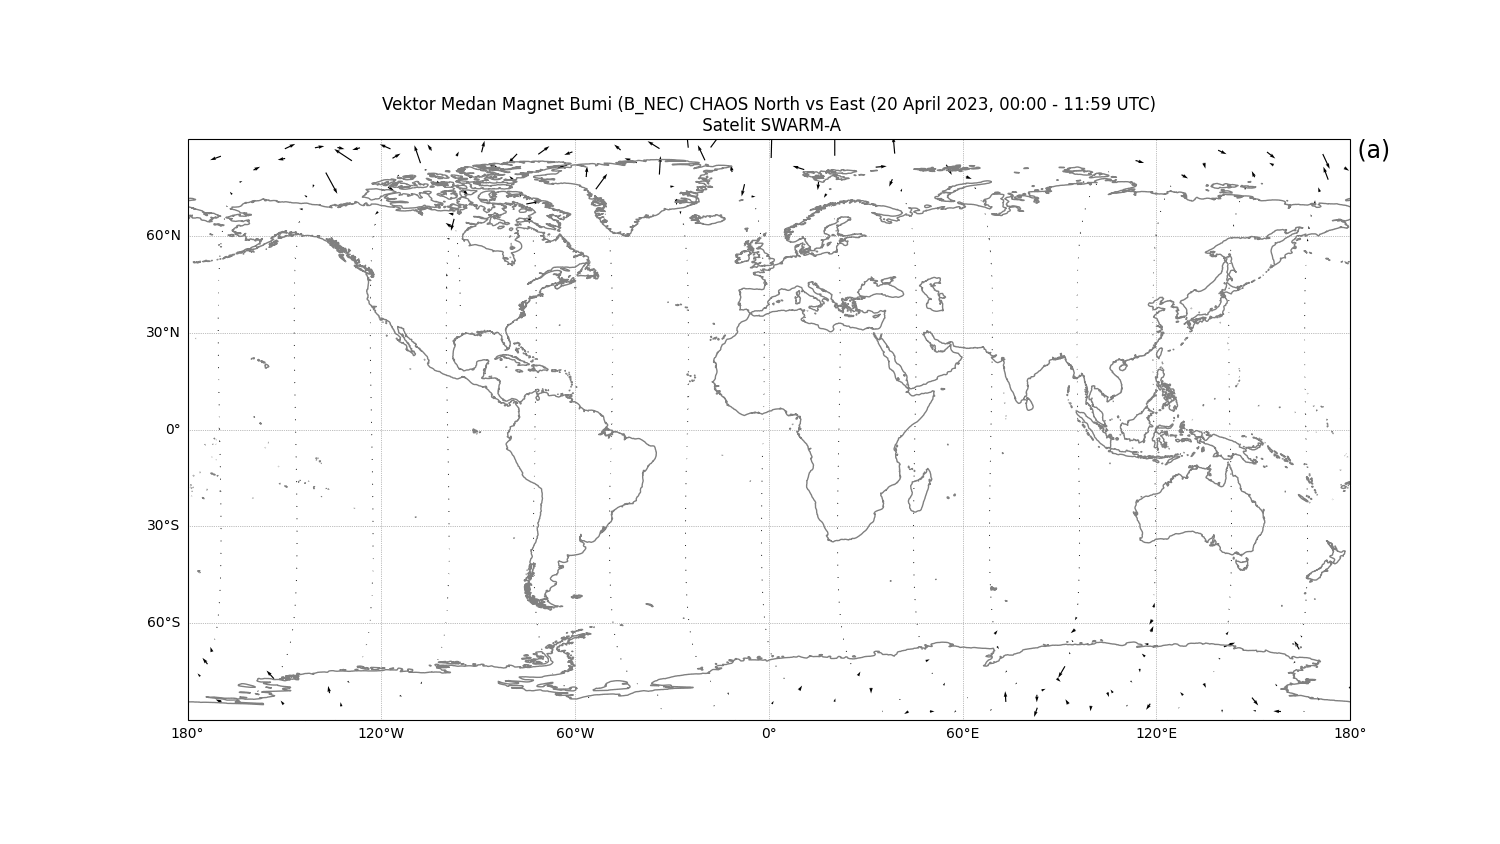 Vektor Medan Magnet Bumi (B_NEC) CHAOS North vs East (20 April 2023, 00:00 - 11:59 UTC)
Satelit SWARM-A
(a)
60°N
30°N
0°
30°S
60°S
180° 120°W 60°W 0° 60°E 120°E 180°